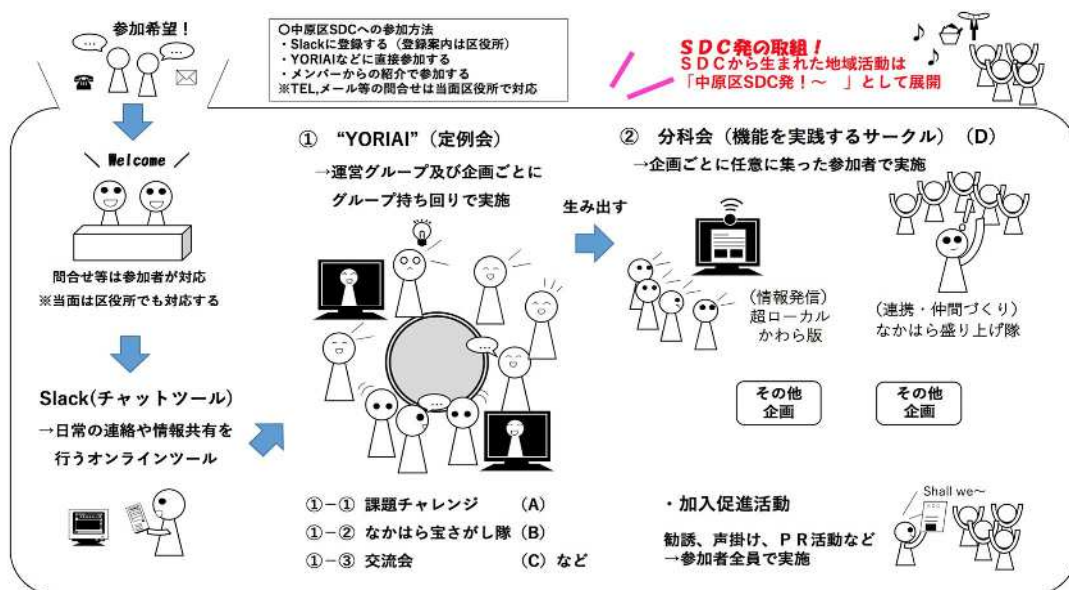 参加希望！
…
…
〇中原区SDCへの参加方法
・Slackに登録する（登録案内は区役所）
・YORIAIなどに直接参加する
・メンバーからの紹介で参加する
※TEL,メール等の問合せは当面区役所で対応
ＳＤＣ発の取組！
ＳＤＣから生まれた地域活動は
「中原区SDC発！～　」として展開
Welcome
問合せ等は参加者が対応
※当面は区役所でも対応する
Slack(チャットツール)
→日常の連絡や情報共有を
行うオンラインツール
① “YORIAI”（定例会）
→運営グループ及び企画ごとに
グループ持ち回りで実施
…
…
①−① 課題チャレンジ （A）
①−② なかはら宝さがし隊 （B）
①−③ 交流会 （C）など
生み出す
② 分科会（機能を実践するサークル）（D）
→企画ごとに任意に集った参加者で実施
（情報発信）
超ローカル
かわら版
（連携・仲間づくり）
なかはら盛り上げ隊
その他
企画
その他
企画
・加入促進活動
勧誘、声掛け、ＰＲ活動など
→参加者全員で実施
Shall we～